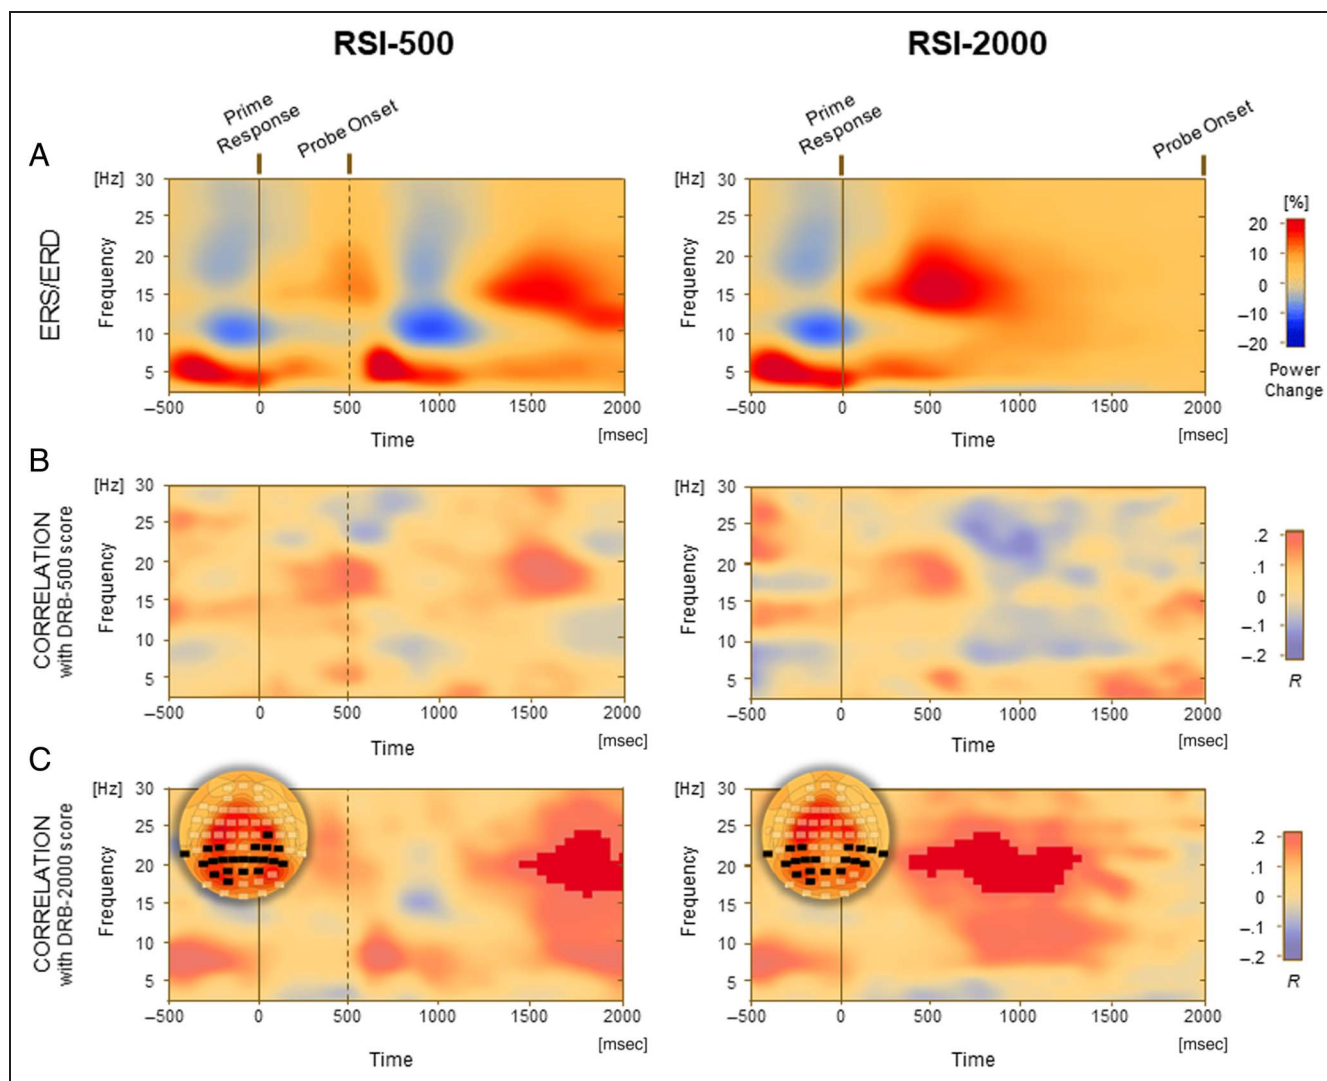 RSI-500
RSI-2000
Prime
Response
Probe Onset
Prime
Response
Probe Onset
A
ERS/ERD
[Hz]
Frequency
30
25
20
15
10
5
–500
0
500
1000
1500
2000
Time
[msec]
[Hz]
Frequency
30
25
20
15
10
5
–500
0
500
1000
1500
2000
Time
[msec]
[%]
20
10
0
–10
–20
Power
Change
B
CORRELATION
with DRB-500 score
[Hz]
Frequency
30
25
20
15
10
5
–500
0
500
1000
1500
2000
Time
[msec]
[Hz]
Frequency
30
25
20
15
10
5
–500
0
500
1000
1500
2000
Time
[msec]
.2
.1
0
–.1
–.2
R
C
CORRELATION
with DRB-2000 score
[Hz]
Frequency
30
25
20
15
10
5
–500
0
500
1000
1500
2000
Time
[msec]
[Hz]
Frequency
30
25
20
15
10
5
–500
0
500
1000
1500
2000
Time
[msec]
.2
.1
0
–.1
–.2
R